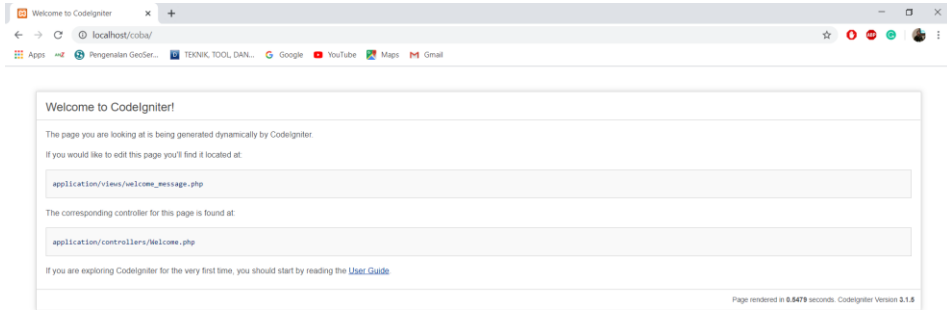 Welcome to CodeIgniter
localhost/coba/
Apps
Pengenalan GeoSer...
TEKNIK, TOOL, DAN...
Google
YouTube
Maps
Gmail
Welcome to CodeIgniter!
The page you are looking at is being generated dynamically by CodeIgniter.
If you would like to edit this page you'll find it located at:
application/views/welcome_message.php
The corresponding controller for this page is found at:
application/controllers/Welcome.php
If you are exploring CodeIgniter for the very first time, you should start by reading the User Guide
Page rendered in 0.5479 seconds. CodeIgniter Version 3.1.5